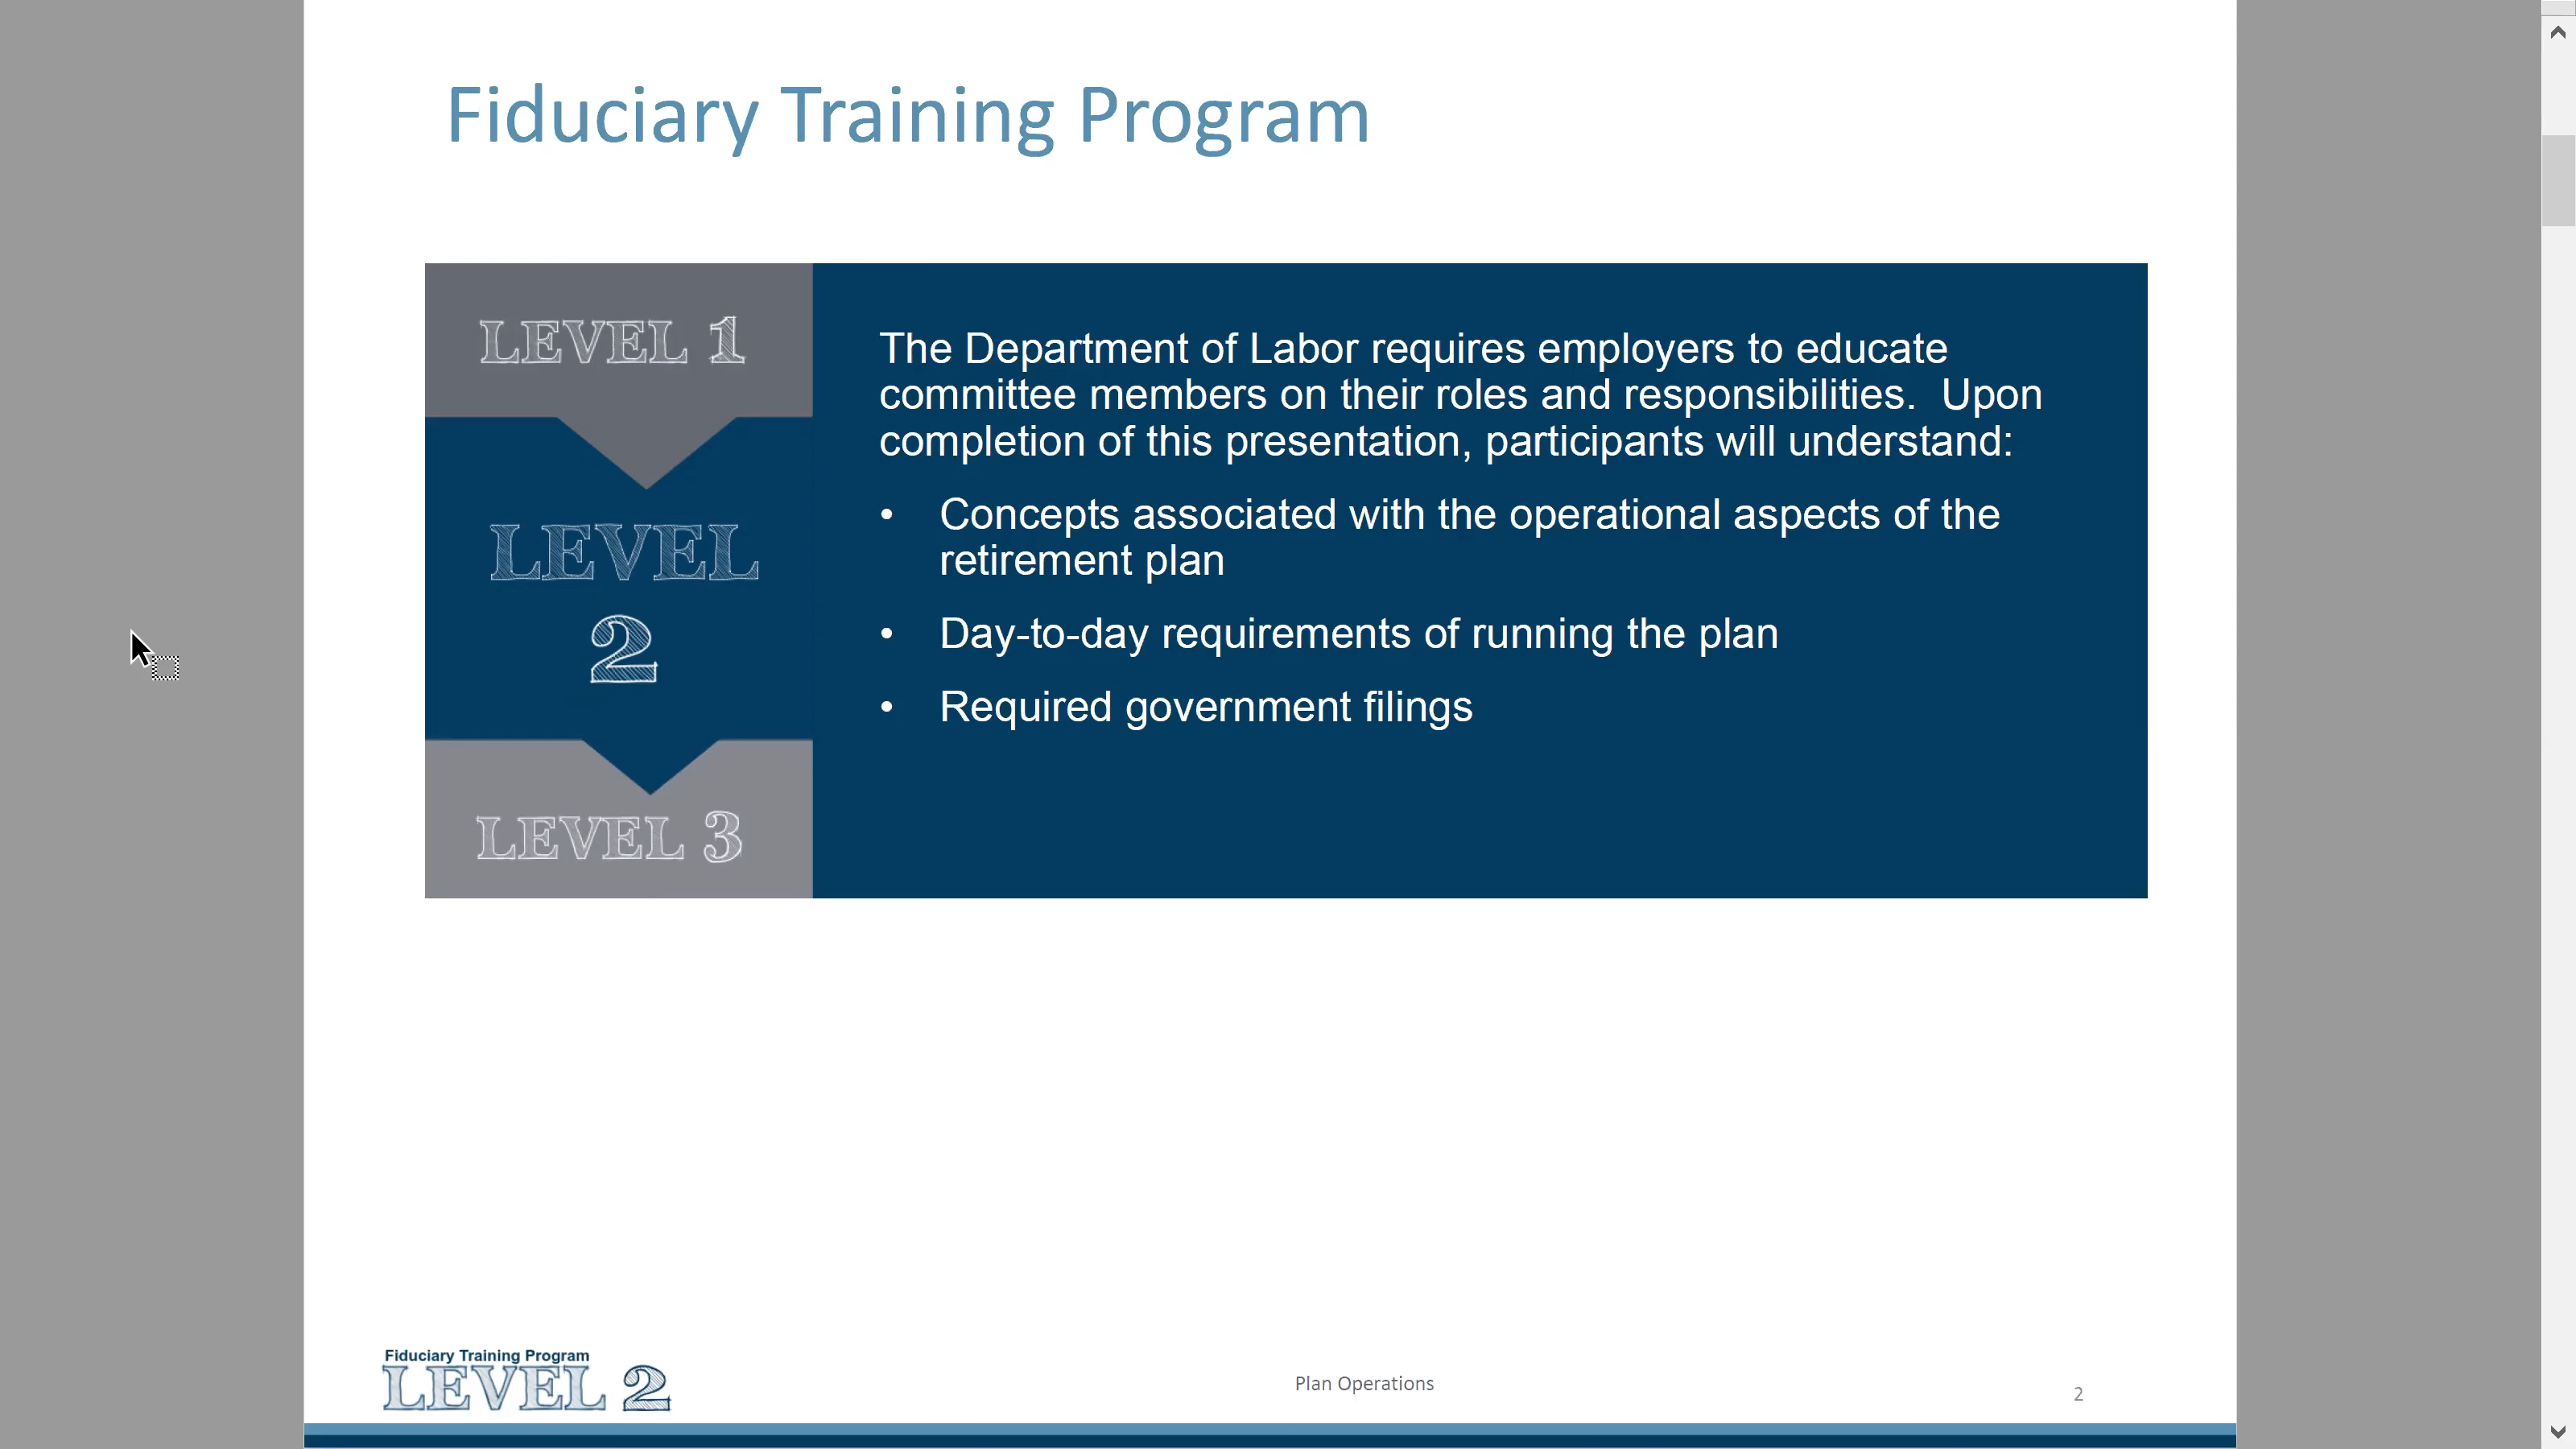 Fiduciary Training Program
LEVEL 1
LEVEL
2
LEVEL 3
The Department of Labor requires employers to educate
committee members on their roles and responsibilities.  Upon
completion of this presentation, participants will understand:
• Concepts associated with the operational aspects of the
retirement plan
• Day-to-day requirements of running the plan
• Required government filings
Fiduciary Training Program
LEVEL 2
Plan Operations
2